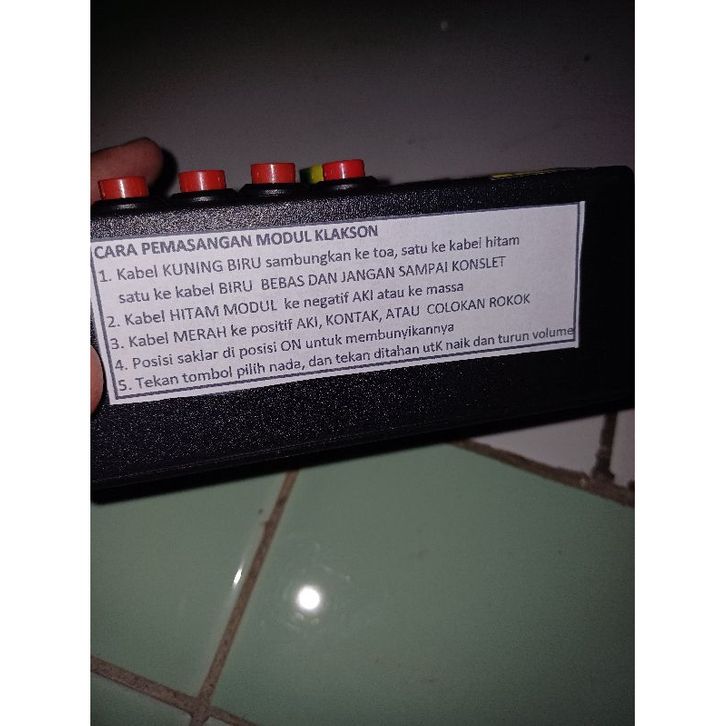 CARA PEMASANGAN MODUL KLAKSON
1. Kabel KUNING BIRU sambungkan ke toa, satu ke kabel hitam
satu ke kabel BIRU BEBAS DAN JANGAN SAMPAI KONSLET
2. Kabel HITAM MODUL ke negatif AKI atau ke massa
3. Kabel MERAH ke positif AKI, KONTAK, ATAU COLOKAN ROKOK
4. Posisi saklar di posisi ON untuk membunyikannya
5. Tekan tombol pilih nada, dan tekan ditahan utK naik dan turun volume